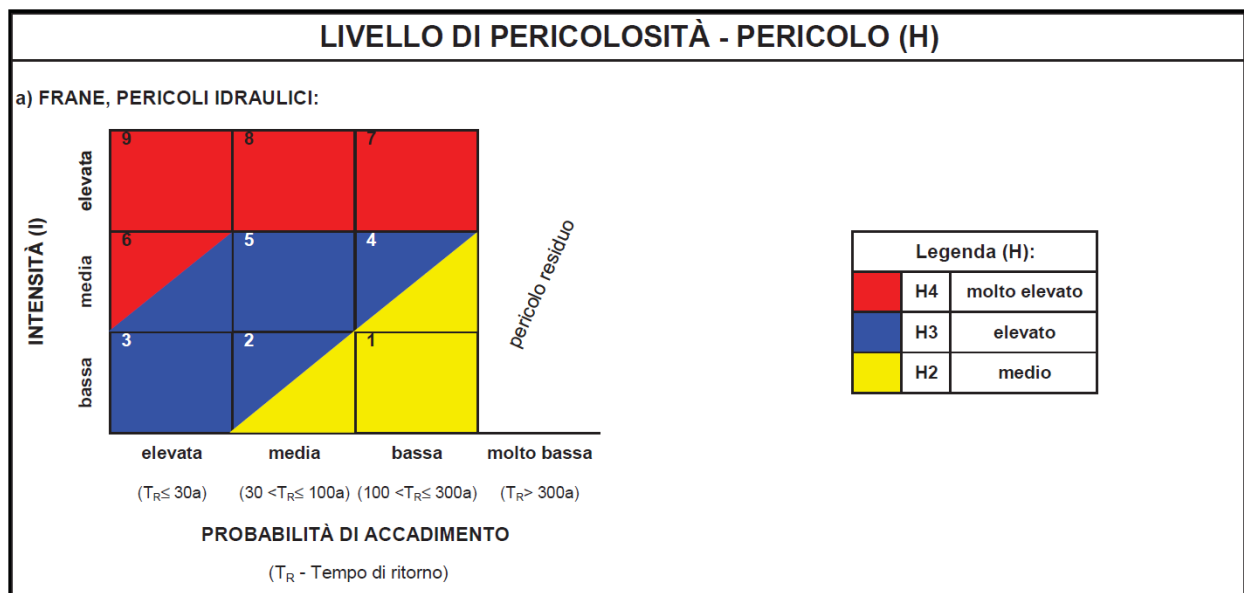 LIVELLO DI PERICOLOSITÀ - PERICOLO (H)
a) FRANE, PERICOLI IDRAULICI:
INTENSITÀ (I)
elevata
media
bassa
9 8 7
6 5 4
3 2 1
pericolo residuo
elevata media bassa molto bassa
(TR≤ 30a) (30 <TR≤ 100a) (100 <TR≤ 300a) (TR> 300a)
PROBABILITÀ DI ACCADIMENTO
(TR - Tempo di ritorno)
Legenda (H):
H4 molto elevato
H3 elevato
H2 medio